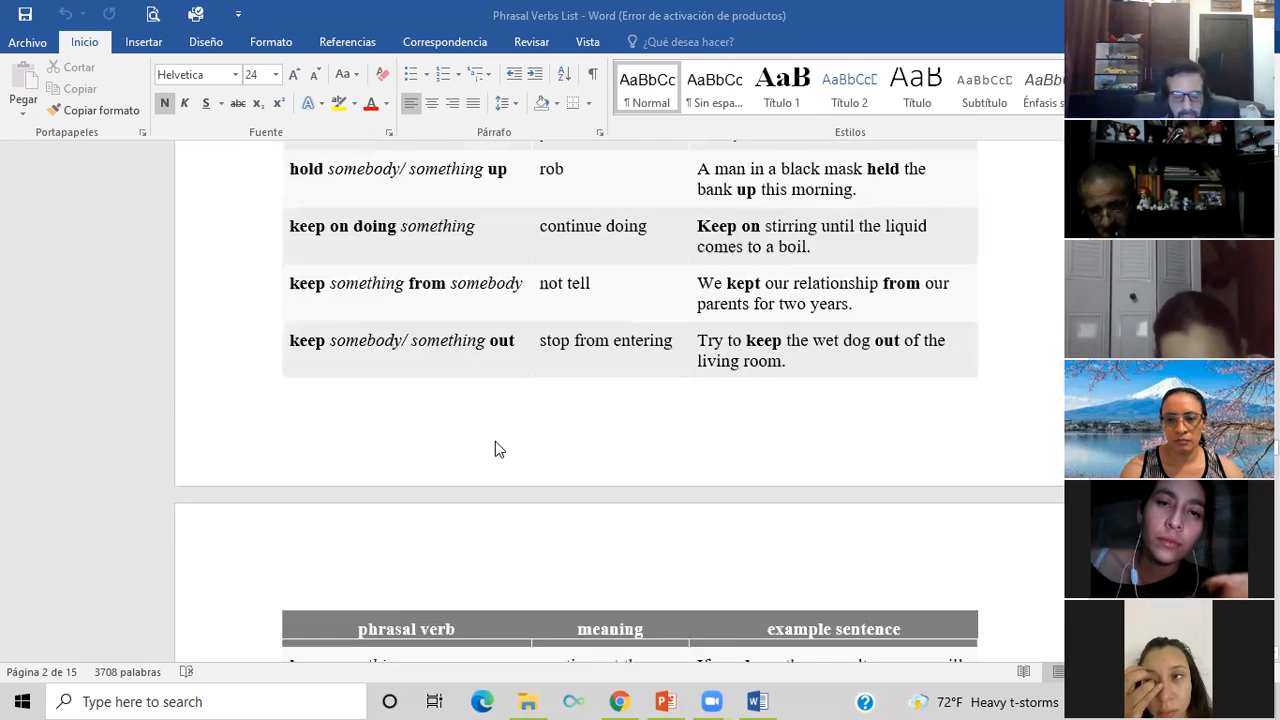 Phrasal Verbs List - Word (Error de activación de productos)
Archivo Inicio Insertar Diseño Formato Referencias Correspondencia Revisar Vista ¿Qué desea hacer?
Pegar
Cortar
Copiar
Copiar formato
Portapapeles
Helvetica 24
Fuente
Párrafo
AaBbCc AaBbCc AaB AaBbCc AaB AaBbCcD AaBbCc
¶ Normal ¶ Sin espa... Título 1 Título 2 Título Subtítulo Énfasis s
Estilos
hold somebody/ something up rob A man in a black mask held the
bank up this morning.
keep on doing something continue doing Keep on stirring until the liquid
comes to a boil.
keep something from somebody not tell We kept our relationship from our
parents for two years.
keep somebody/ something out stop from entering Try to keep the wet dog out of the
living room.
phrasal verb meaning example sentence
Página 2 de 15 3708 palabras
Type here to search
72°F Heavy t-storms